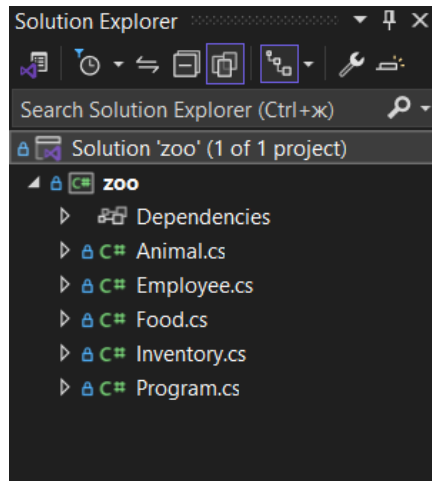 Solution Explorer
Search Solution Explorer (Ctrl+ж)
Solution 'zoo' (1 of 1 project)
C# zoo
Dependencies
C# Animal.cs
C# Employee.cs
C# Food.cs
C# Inventory.cs
C# Program.cs